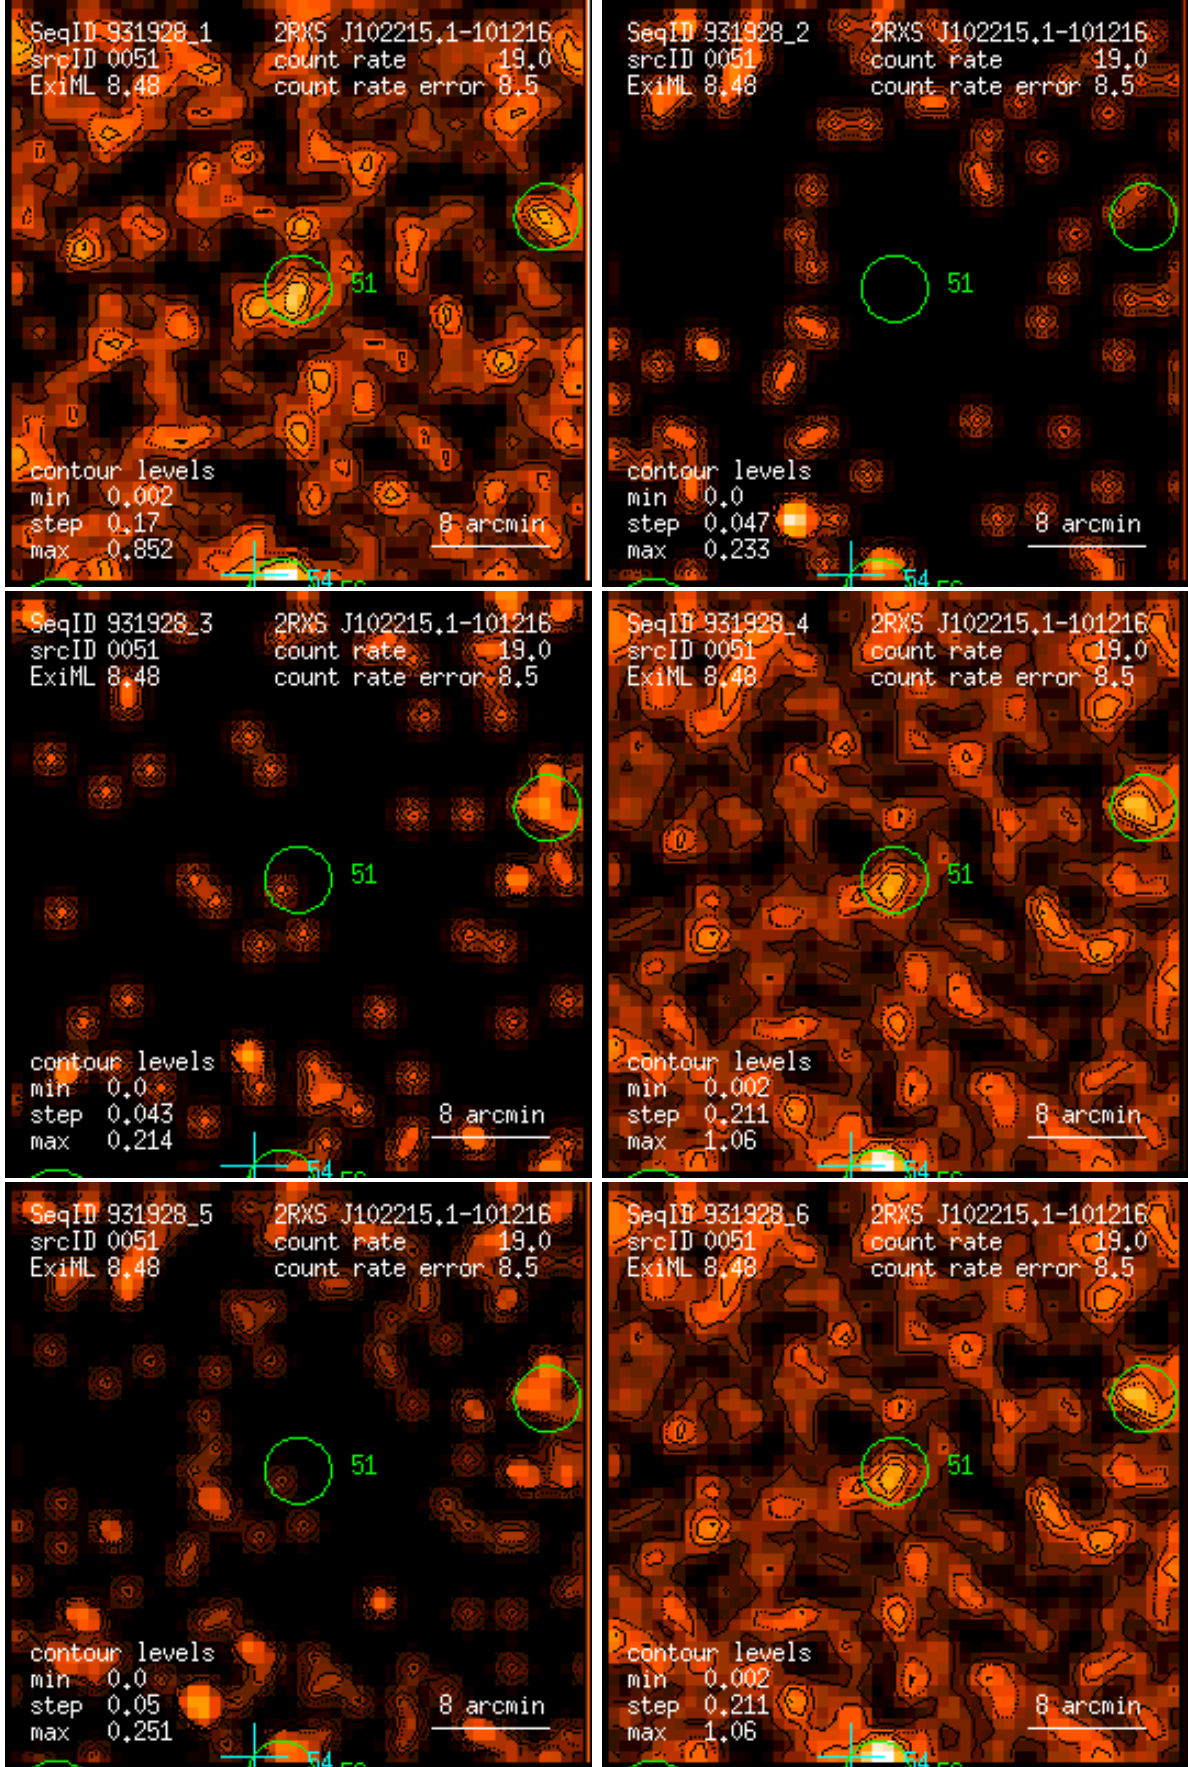 SeqID 931928_1 2RXS J102215.1-101216
srcID 0051 count rate 19.0
ExiML 8.48 count rate error 8.5
51
contour levels
min 0.002
step 0.17
max 0.852
8 arcmin
54
SeqID 931928_2 2RXS J102215.1-101216
srcID 0051 count rate 19.0
ExiML 8.48 count rate error 8.5
51
contour levels
min 0.0
step 0.047
max 0.233
8 arcmin
54
SeqID 931928_3 2RXS J102215.1-101216
srcID 0051 count rate 19.0
ExiML 8.48 count rate error 8.5
51
contour levels
min 0.0
step 0.043
max 0.214
8 arcmin
54
SeqID 931928_4 2RXS J102215.1-101216
srcID 0051 count rate 19.0
ExiML 8.48 count rate error 8.5
51
contour levels
min 0.002
step 0.211
max 1.06
8 arcmin
54
SeqID 931928_5 2RXS J102215.1-101216
srcID 0051 count rate 19.0
ExiML 8.48 count rate error 8.5
51
contour levels
min 0.0
step 0.05
max 0.251
8 arcmin
54
SeqID 931928_6 2RXS J102215.1-101216
srcID 0051 count rate 19.0
ExiML 8.48 count rate error 8.5
51
contour levels
min 0.002
step 0.211
max 1.06
8 arcmin
54